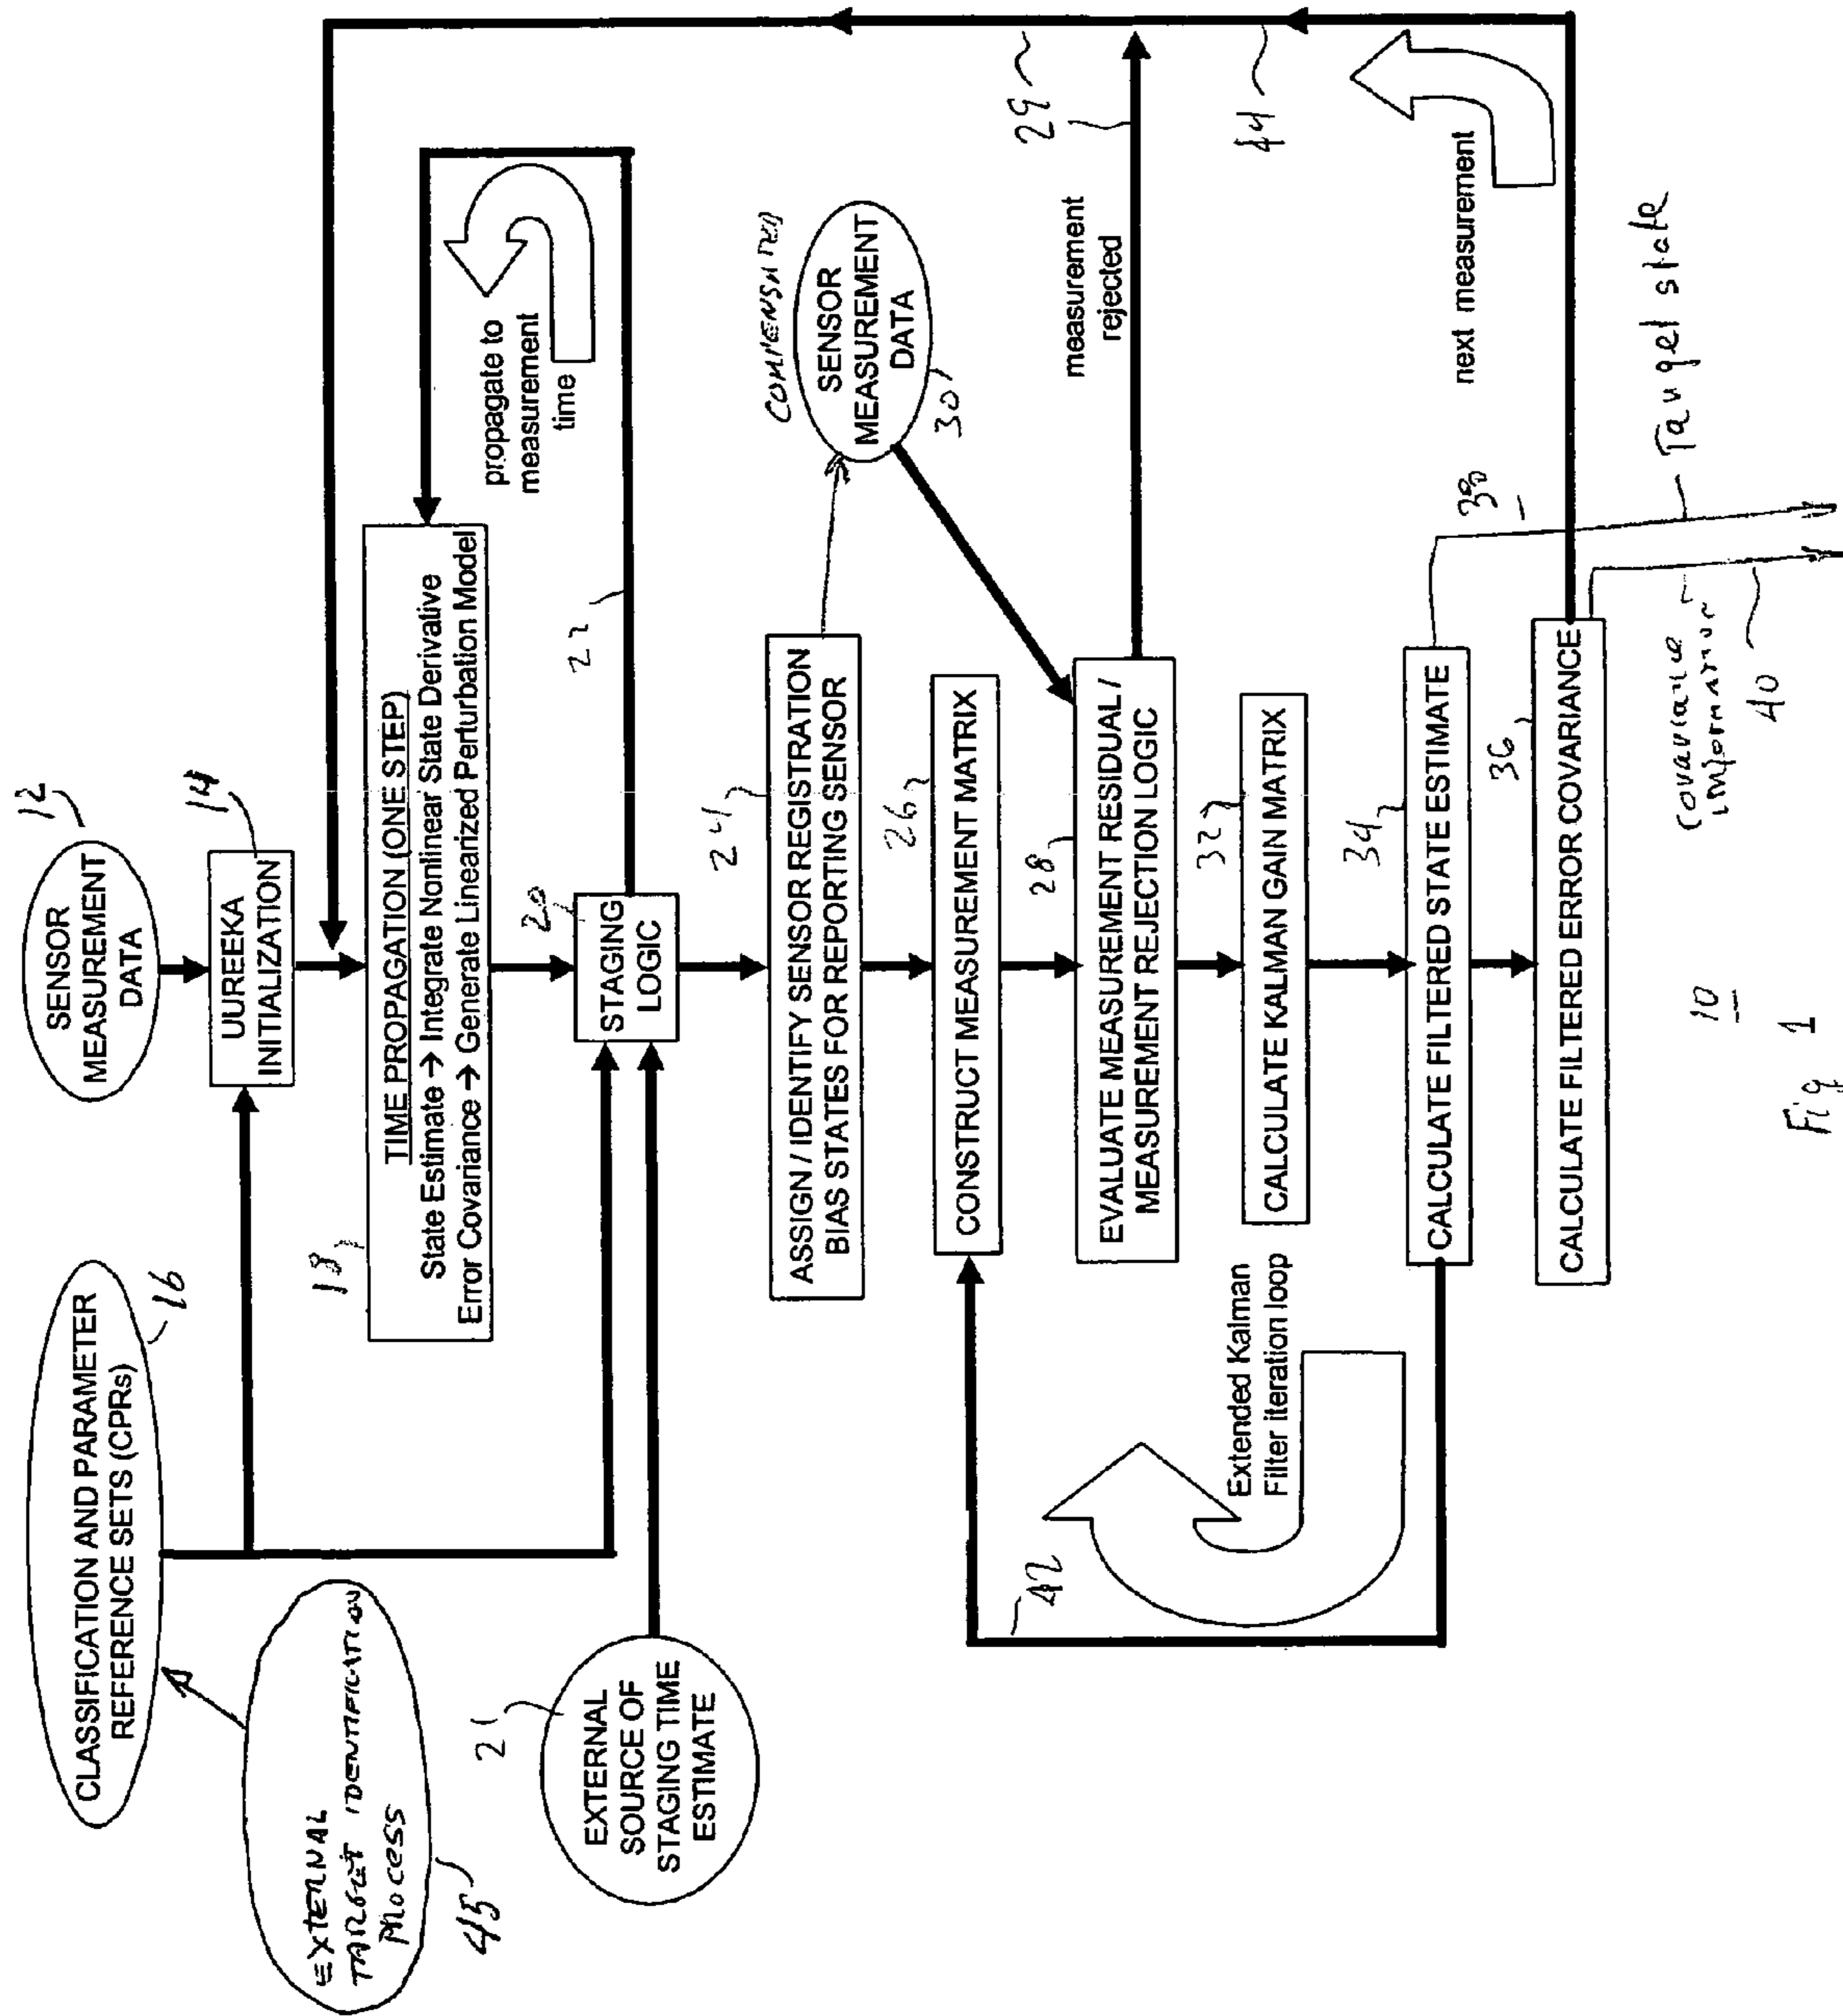 SENSOR
MEASUREMENT
DATA
12
UUREEKA
INITIALIZATION
14
CLASSIFICATION AND PARAMETER
REFERENCE SETS (CPRs)
16
EXTERNAL
TARGET IDENTIFICATION
PROCESS
45
18
TIME PROPAGATION (ONE STEP)
State Estimate → Integrate Nonlinear State Derivative
Error Covariance → Generate Linearized Perturbation Model
propagate to
measurement
time
20
STAGING
LOGIC
22
21
EXTERNAL
SOURCE OF
STAGING TIME
ESTIMATE
24
ASSIGN / IDENTIFY SENSOR REGISTRATION
BIAS STATES FOR REPORTING SENSOR
COMPENSATED
SENSOR
MEASUREMENT
DATA
30
26
CONSTRUCT MEASUREMENT MATRIX
28
EVALUATE MEASUREMENT RESIDUAL /
MEASUREMENT REJECTION LOGIC
measurement
rejected
29
29
32
CALCULATE KALMAN GAIN MATRIX
42
Extended Kalman
Filter iteration loop
34
CALCULATE FILTERED STATE ESTIMATE
44
next measurement
36
CALCULATE FILTERED ERROR COVARIANCE
38
Target state
covariance
information
40
10
Fig 1